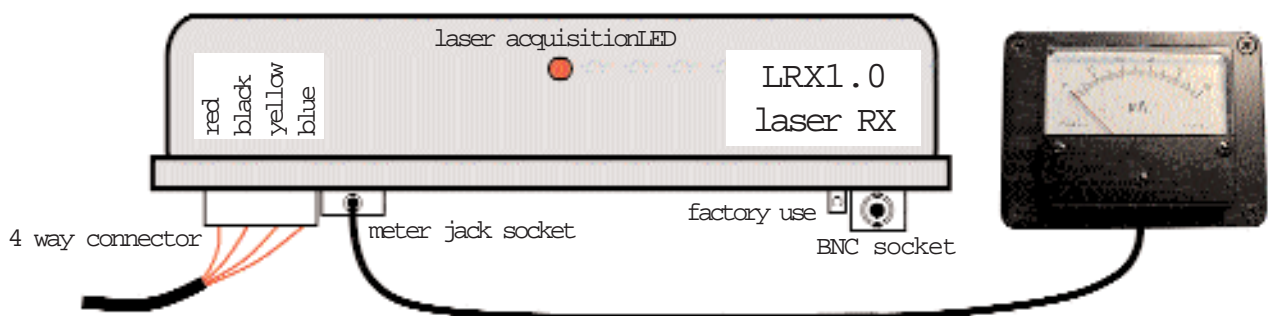 laser acquisitionLED
red
black
yellow
blue
LRX1.0
laser RX
4 way connector
meter jack socket
factory use
BNC socket